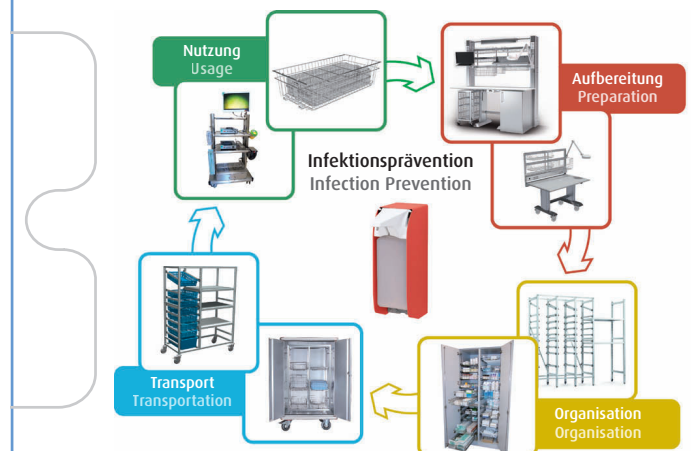 Nutzung
Usage
Aufbereitung
Preparation
Infektionsprävention
Infection Prevention
Transport
Transportation
Organisation
Organisation